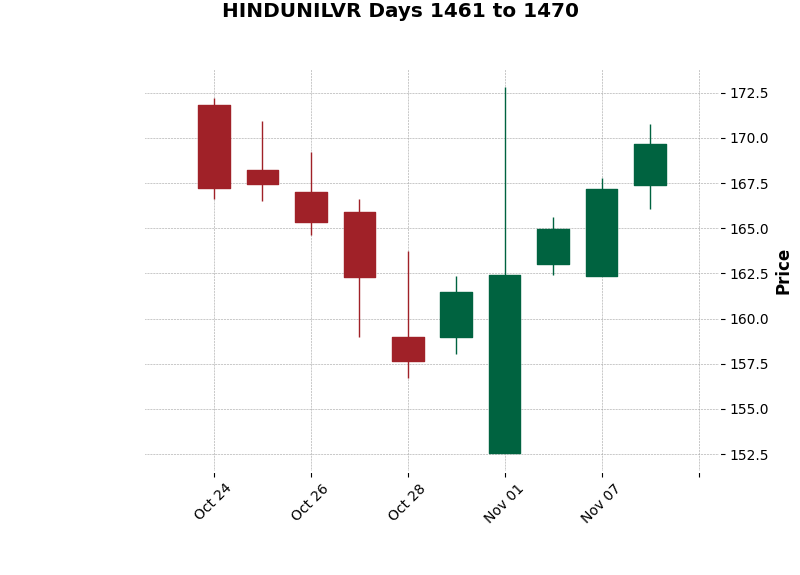 HINDUNILVR Days 1461 to 1470
172.5
170.0
167.5
165.0
162.5
160.0
157.5
155.0
152.5
Price
Oct 24
Oct 26
Oct 28
Nov 01
Nov 07